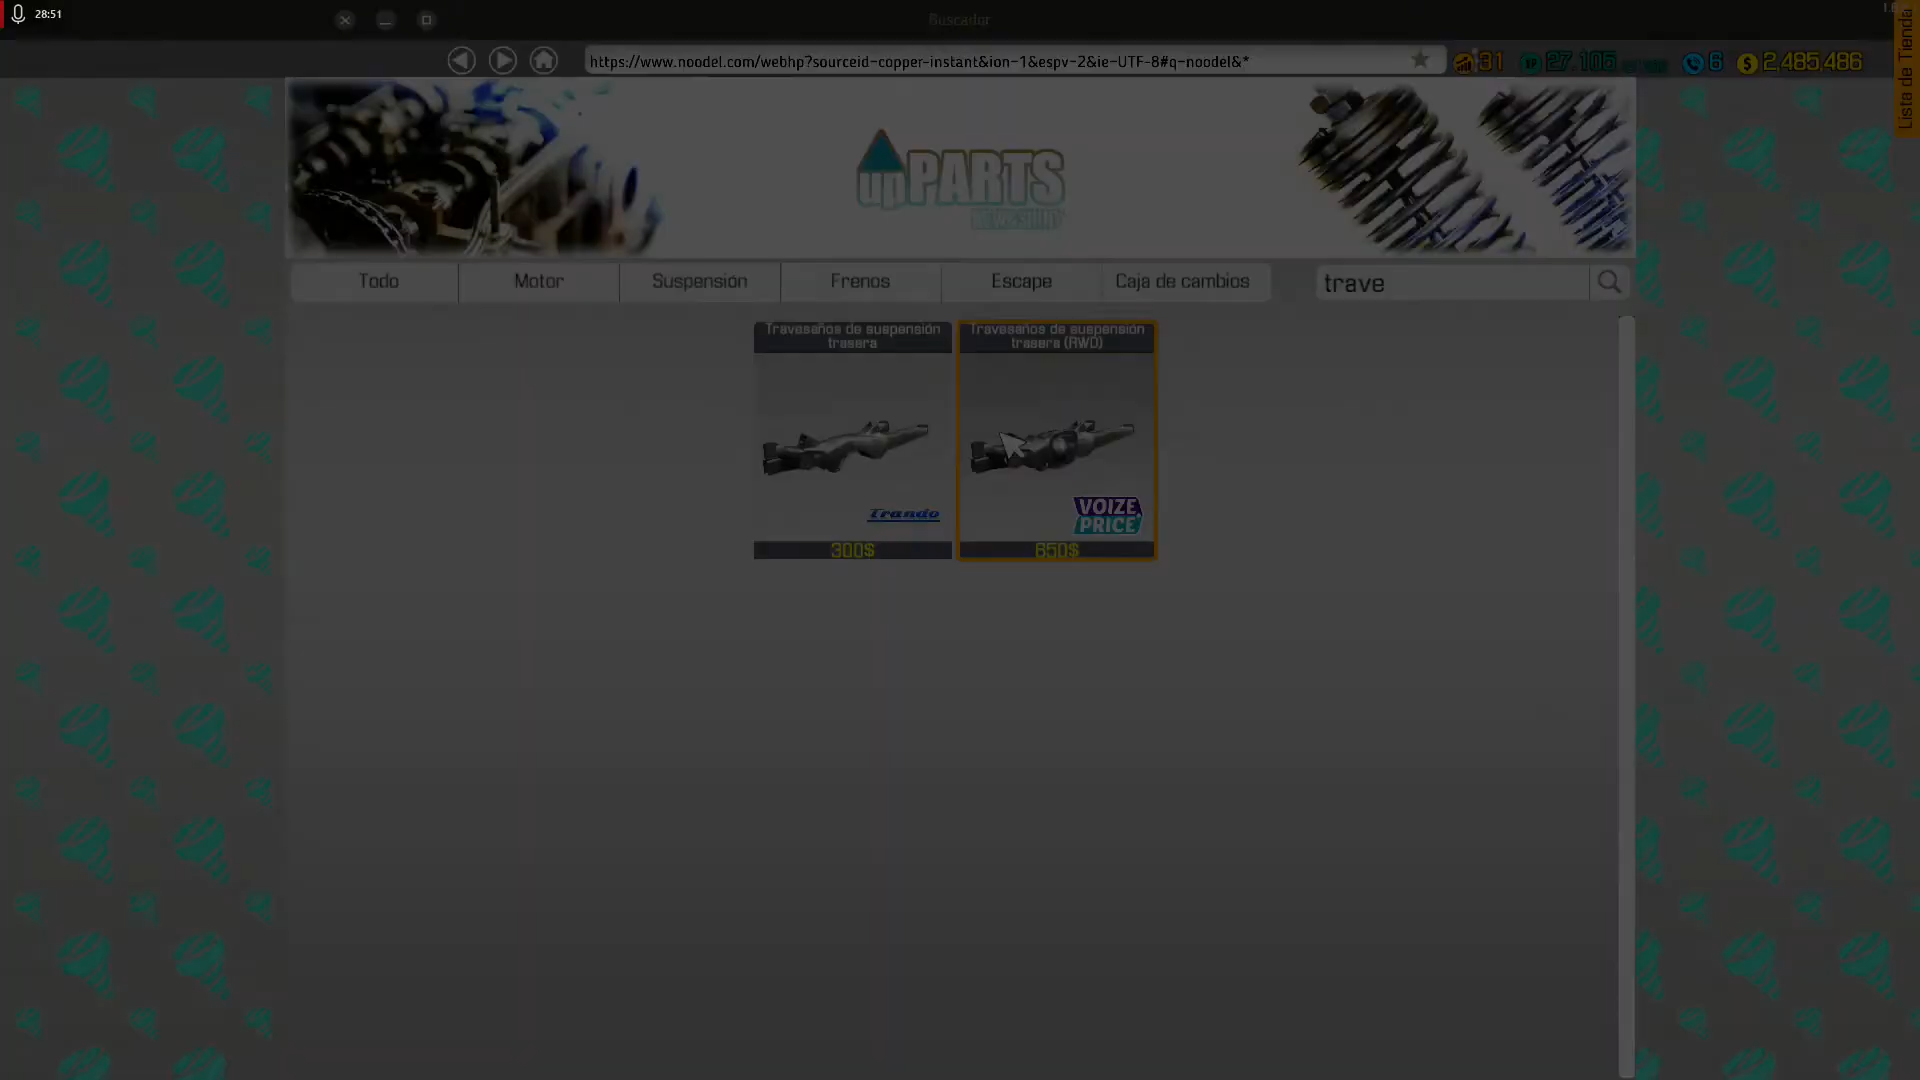 28:51
Buscador
https://www.noodel.com/webhp?sourceid-copper-instant&ion-1&espv-2&ie-UTF-8#q-noodel&*
31
27.105
6
2,485,486
Lista de Tienda
upPARTS
Todo
Motor
Suspensión
Frenos
Escape
Caja de cambios
trave
Travesaños de suspensión
trasera
Trando
300$
Travesaños de suspensión
trasera (RWD)
VOIZE
PRICE
650$